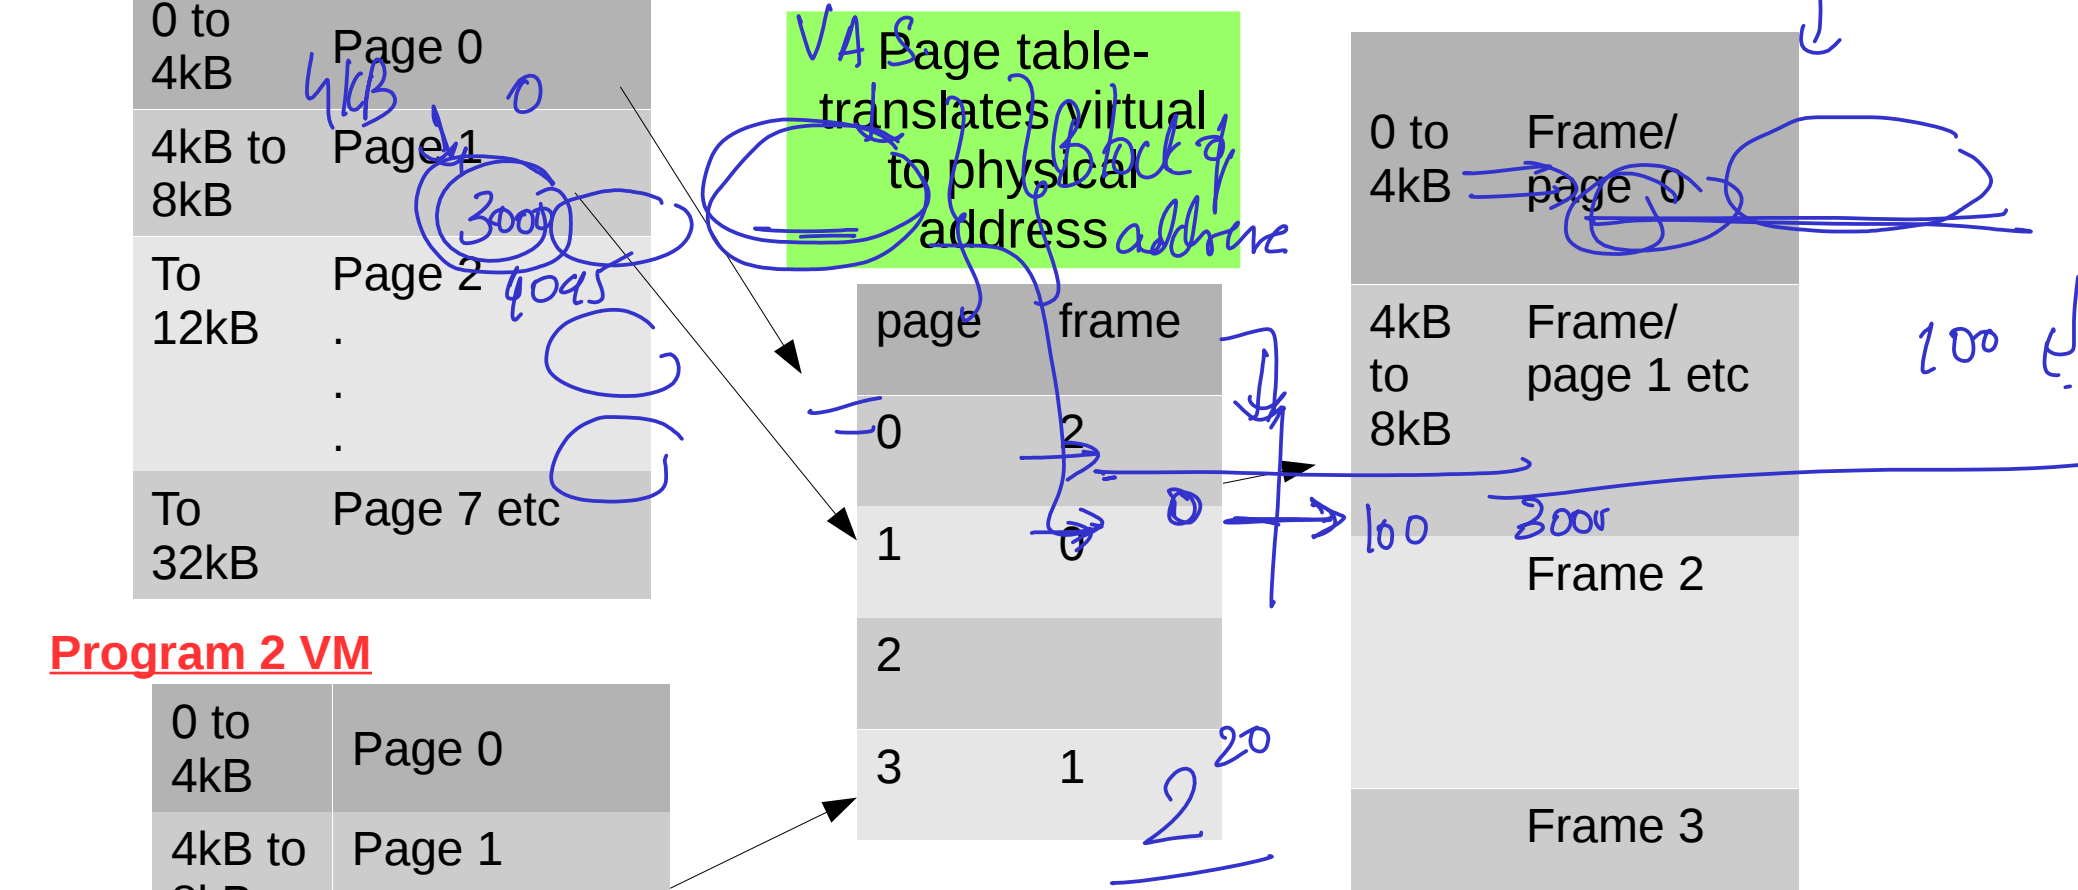 0 to
4kB
Page 0
4kB
0
4kB to
8kB
Page 1
3000
4095
To
12kB
Page 2
.
.
.
To
32kB
Page 7 etc
Program 2 VM
0 to
4kB
Page 0
4kB to
Page 1
VAS
Page table-
translates virtual
to physical
address
Block
address
page frame
0 2
0
1 0
2
3 1
2^20
0 to
4kB
Frame/
page 0
4kB
to
8kB
Frame/
page 1 etc
100
100
3000
Frame 2
Frame 3